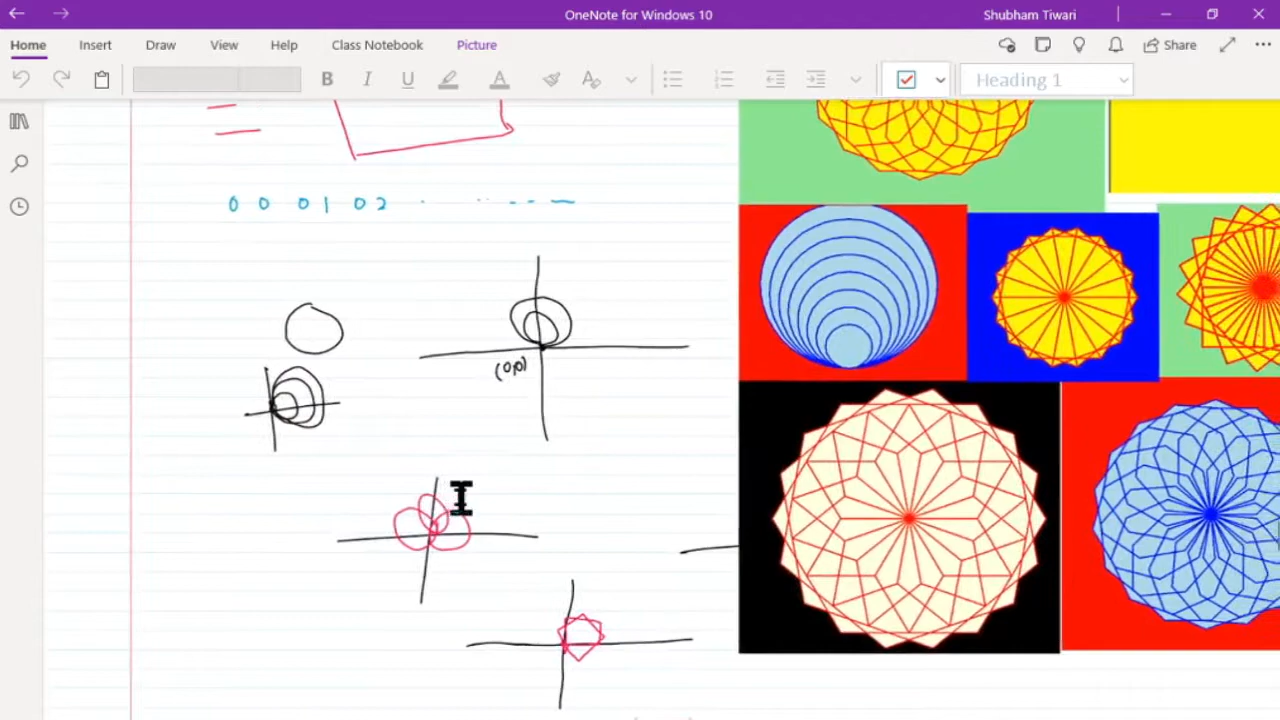 OneNote for Windows 10
Shubham Tiwari
Home Insert Draw View Help Class Notebook Picture
Share
B I U A A Heading 1
0 0 0 1 0 2
(0,0)